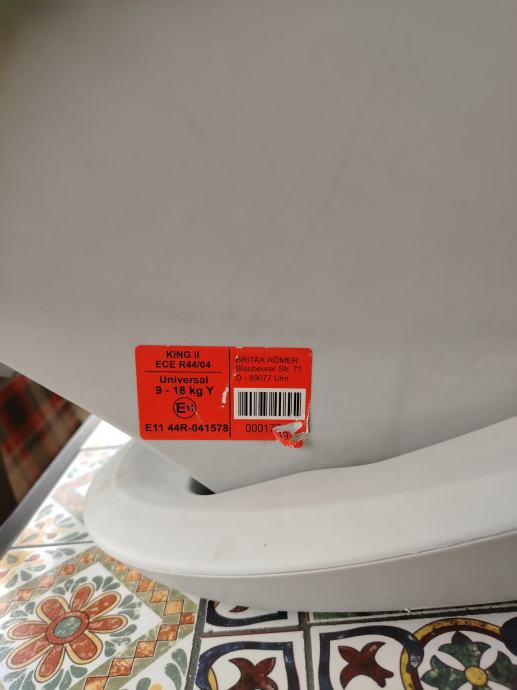 KING II
ECE R44/04
Universal
9 - 18 kg Y
E11
E11 44R-041578
BRITAX RÖMER
Blaubeurer Str. 71
D - 89077 Ulm